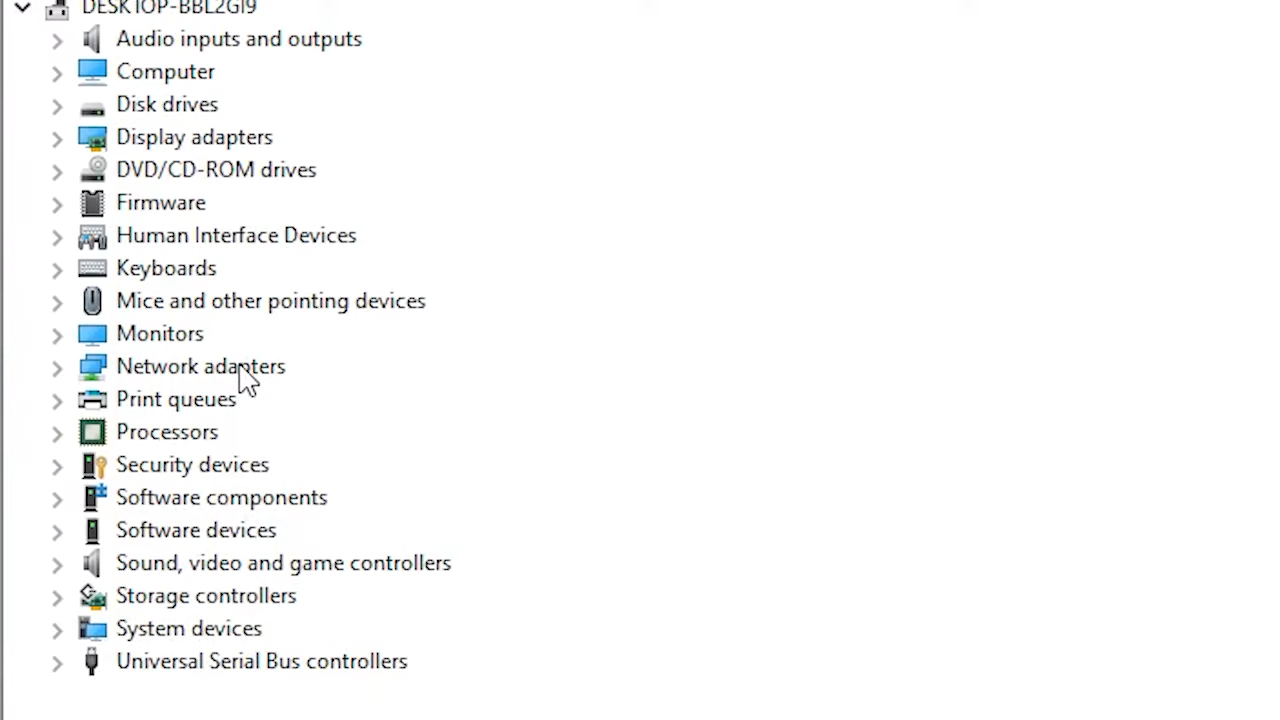 DESKTOP-BBL2GI9
Audio inputs and outputs
Computer
Disk drives
Display adapters
DVD/CD-ROM drives
Firmware
Human Interface Devices
Keyboards
Mice and other pointing devices
Monitors
Network adapters
Print queues
Processors
Security devices
Software components
Software devices
Sound, video and game controllers
Storage controllers
System devices
Universal Serial Bus controllers